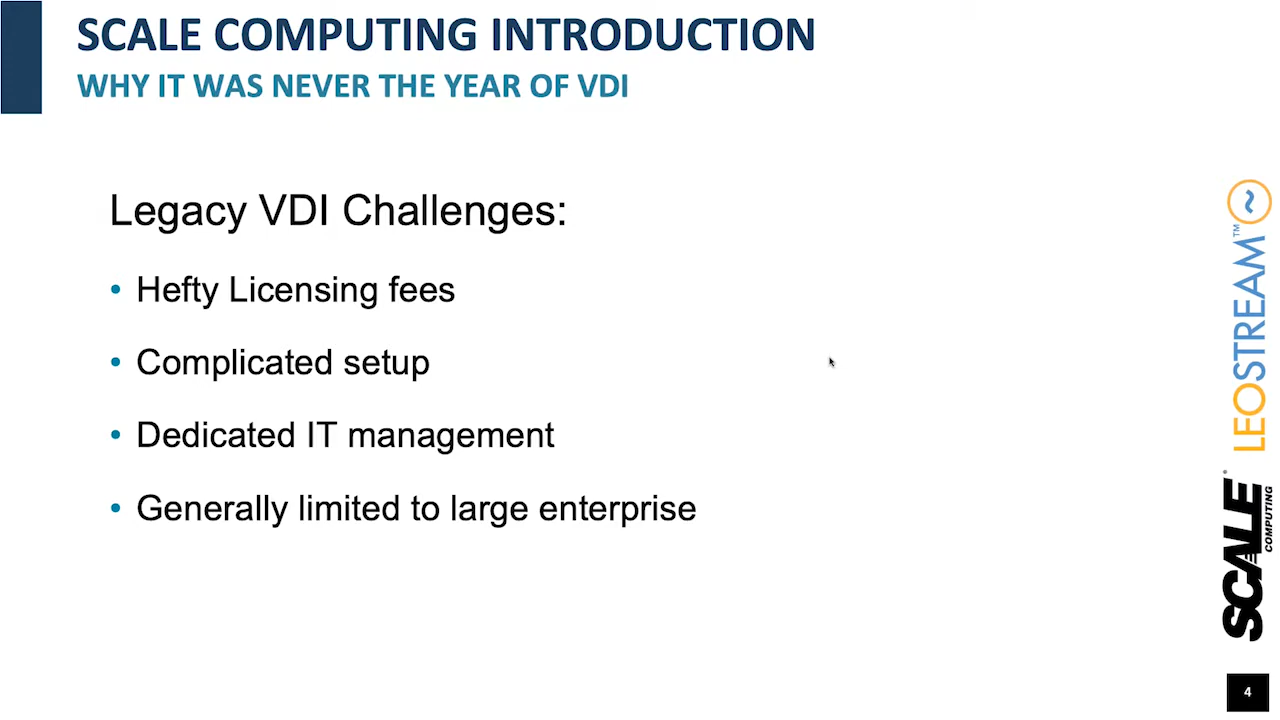 SCALE COMPUTING INTRODUCTION
WHY IT WAS NEVER THE YEAR OF VDI
Legacy VDI Challenges:
• Hefty Licensing fees
• Complicated setup
• Dedicated IT management
• Generally limited to large enterprise
LEOSTREAM™
SCALE®
COMPUTING
4